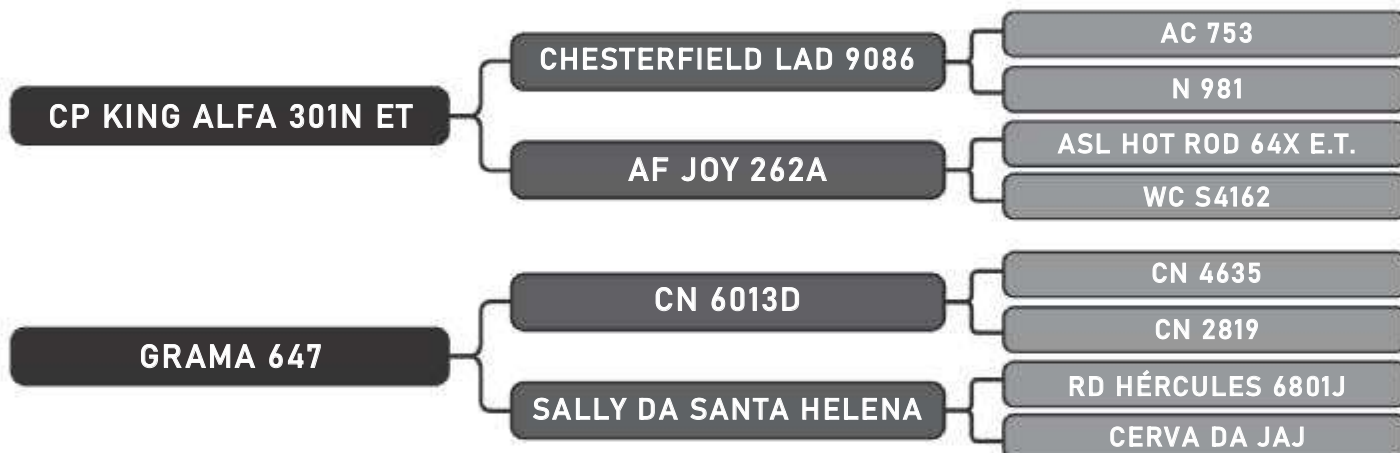 CP KING ALFA 301N ET
CHESTERFIELD LAD 9086
AF JOY 262A
AC 753
N 981
ASL HOT ROD 64X E.T.
WC S4162
GRAMA 647
CN 6013D
SALLY DA SANTA HELENA
CN 4635
CN 2819
RD HÉRCULES 6801J
CERVA DA JAJ